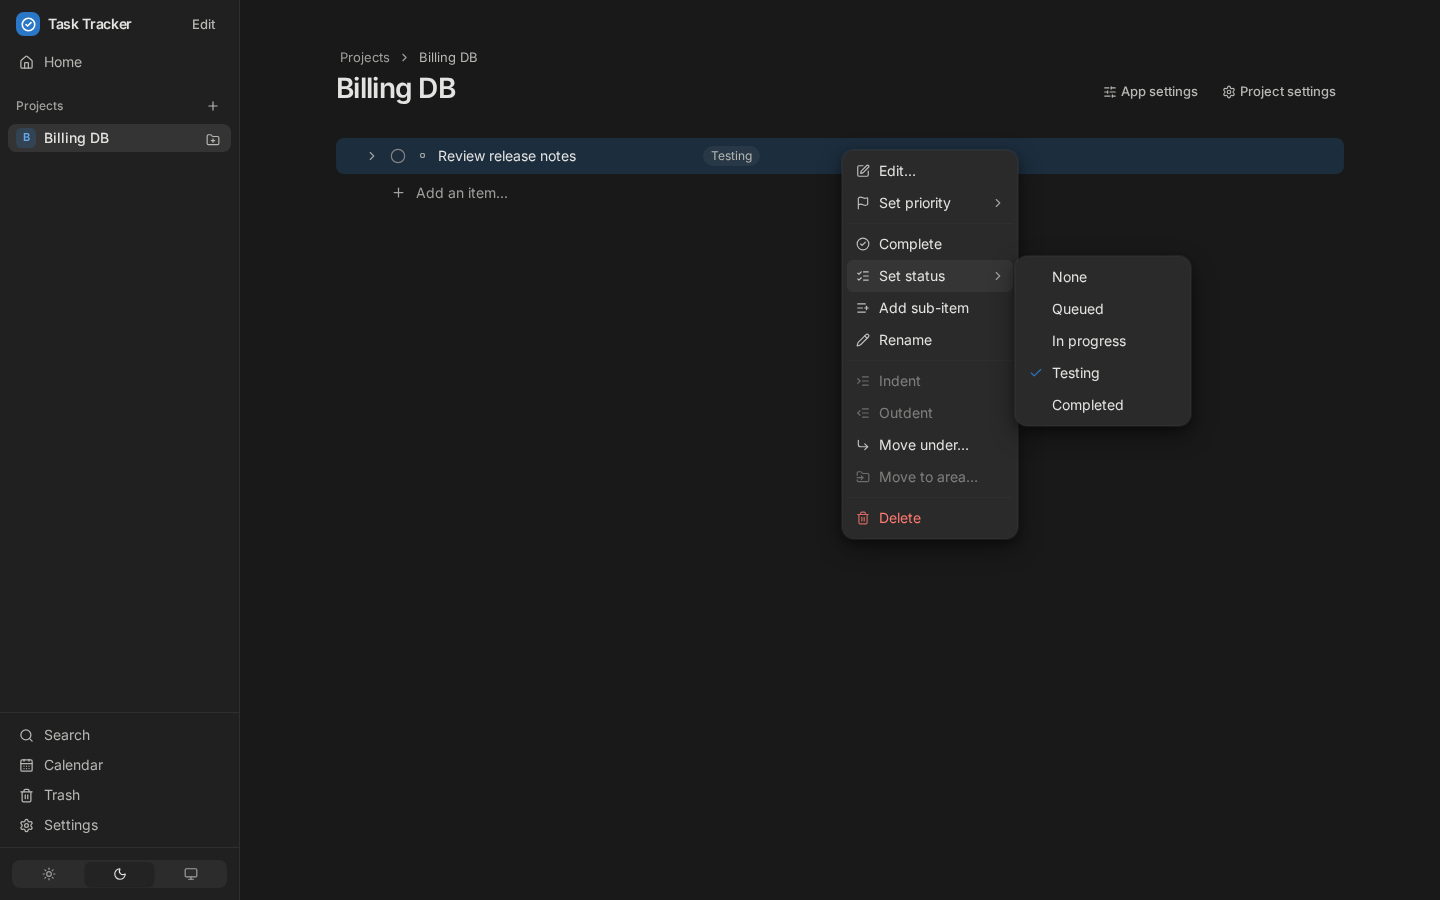 Task Tracker
Edit
Home
Projects
B
Billing DB
Search
Calendar
Trash
Settings
Projects
Billing DB
Billing DB
App settings
Project settings
Review release notes
Testing
Add an item...
Edit...
Set priority
Complete
Set status
Add sub-item
Rename
Indent
Outdent
Move under...
Move to area...
Delete
None
Queued
In progress
Testing
Completed